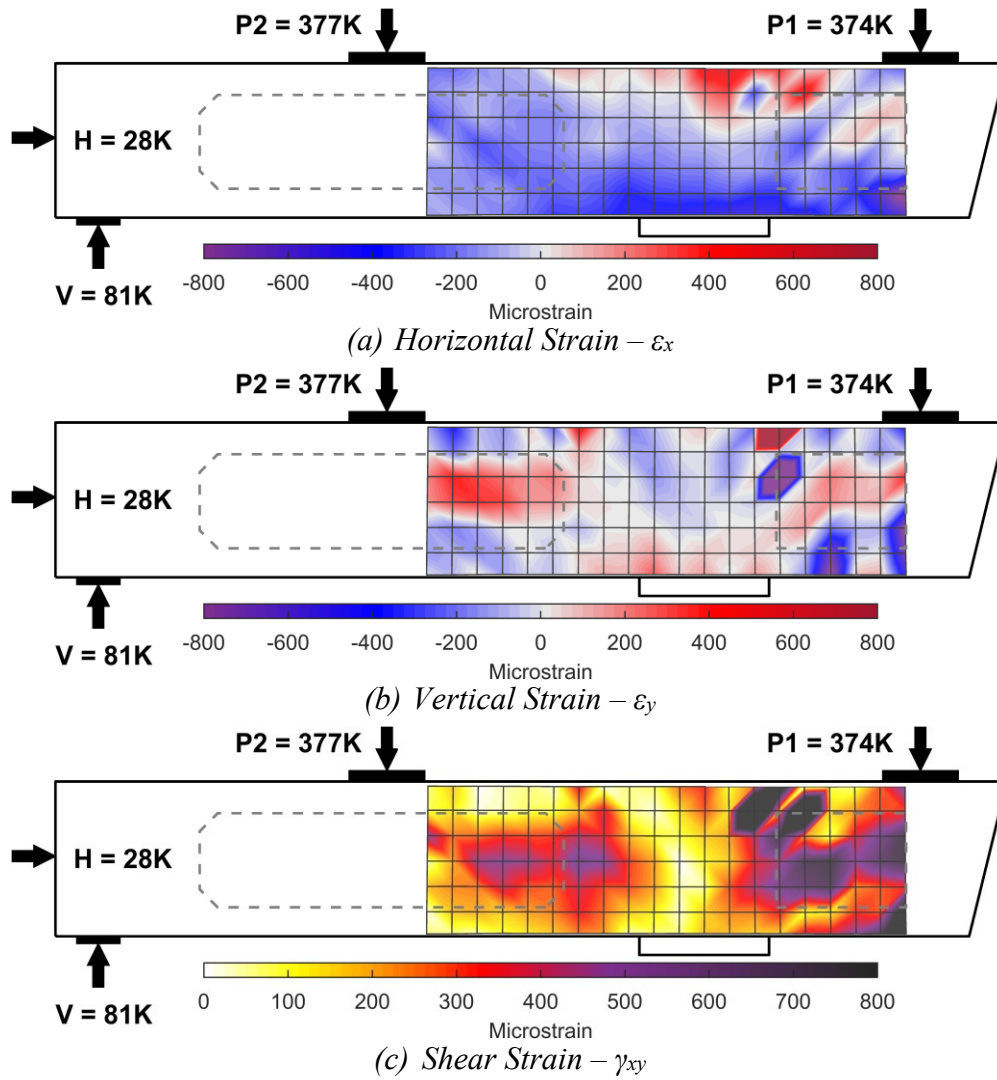 P2 = 377K P1 = 374K
H = 28K
-800 -600 -400 -200 0 200 400 600 800
V = 81K
Microstrain
(a) Horizontal Strain – εx
P2 = 377K P1 = 374K
H = 28K
-800 -600 -400 -200 0 200 400 600 800
V = 81K
Microstrain
(b) Vertical Strain – εy
P2 = 377K P1 = 374K
H = 28K
0 100 200 300 400 500 600 700 800
V = 81K
Microstrain
(c) Shear Strain – γxy